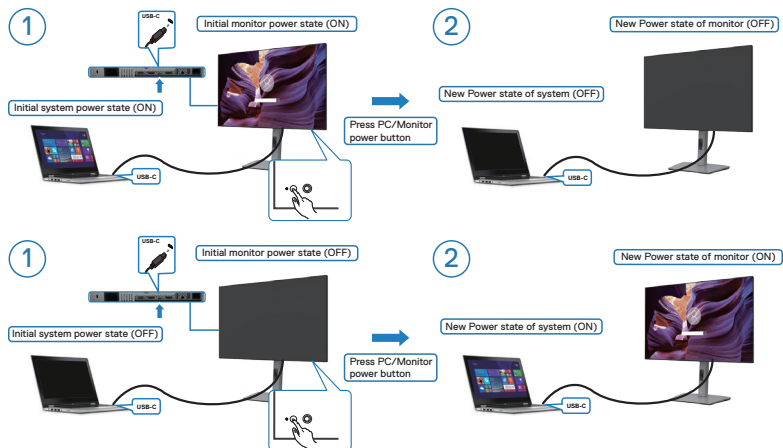 1
USB-C
Initial monitor power state (ON)
Initial system power state (ON)
USB-C
Press PC/Monitor
power button
2
New Power state of monitor (OFF)
New Power state of system (OFF)
USB-C
1
USB-C
Initial monitor power state (OFF)
Initial system power state (OFF)
USB-C
Press PC/Monitor
power button
2
New Power state of monitor (ON)
New Power state of system (ON)
USB-C